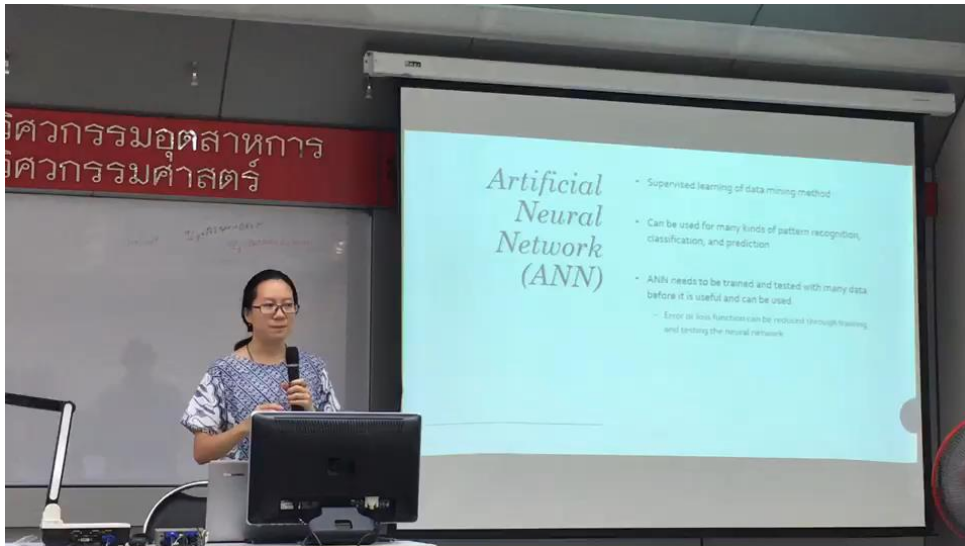 วิศวกรรมอุตสาหการ
วิศวกรรมศาสตร์
Artificial
Neural
Network
(ANN)
• Supervised learning of data mining method
• Can be used for many kinds of pattern recognition,
classification, and prediction
• ANN needs to be trained and tested with many data
before it is useful and can be used
– Error or loss function can be reduced through training
and testing the neural network